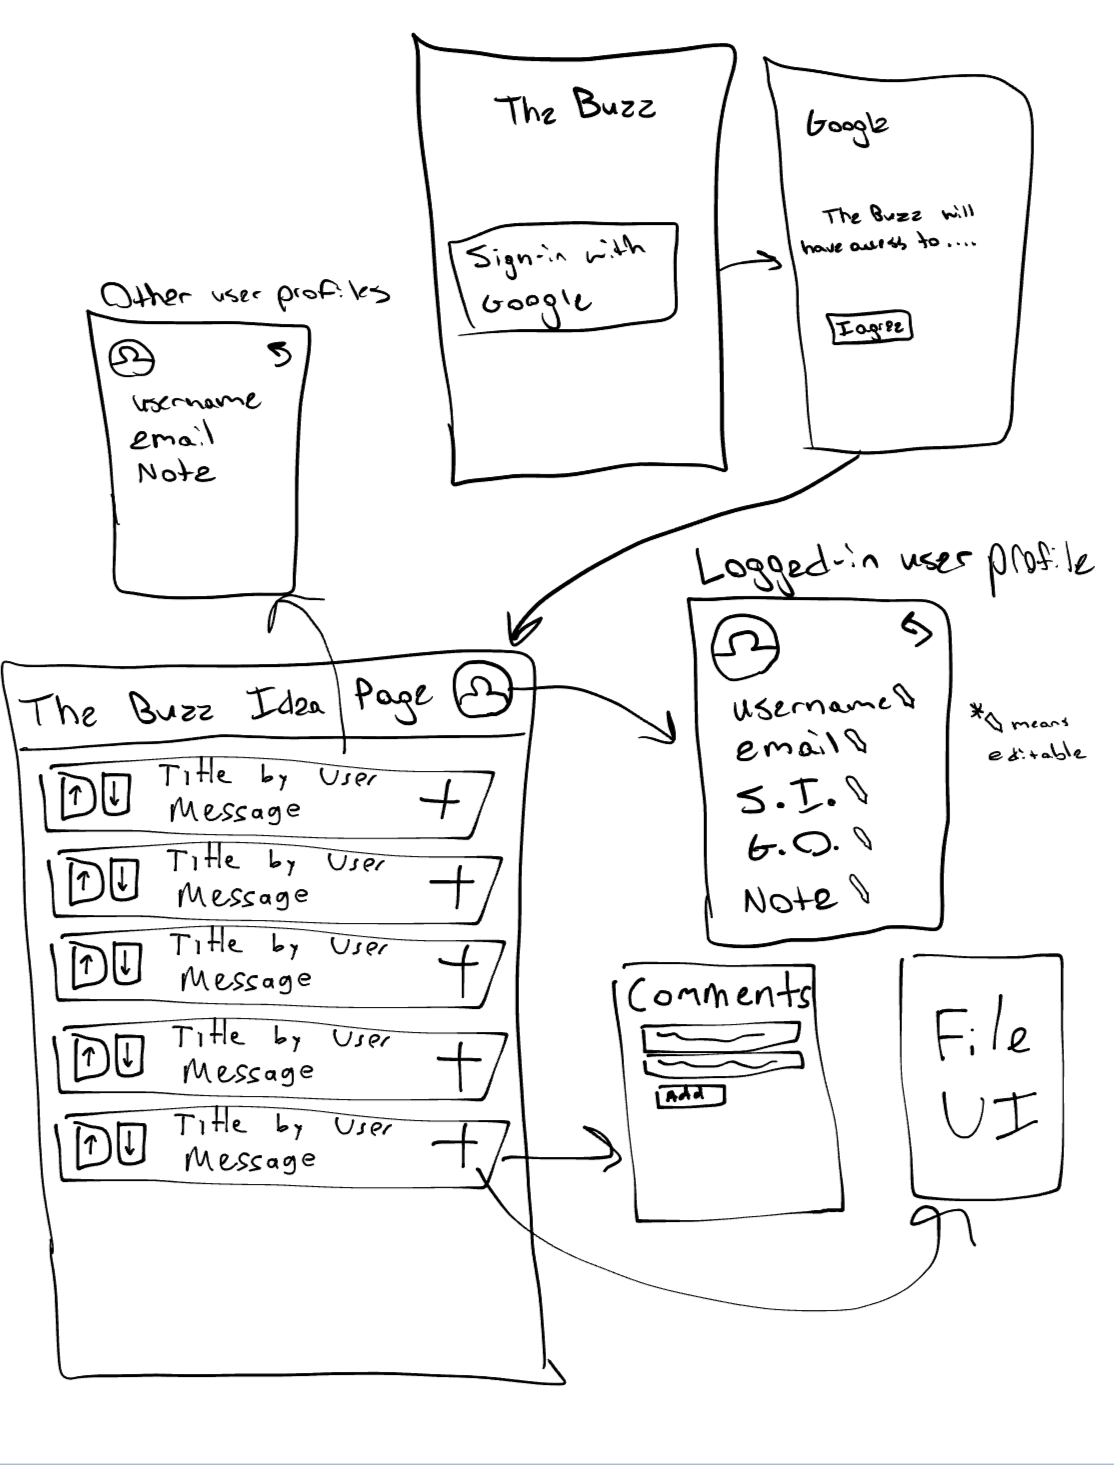 The Buzz
Sign-in with
Google
Google
The Buzz will
have access to ....
I agree
Other user profiles
username
email
Note
Logged-in user profile
username
email
S.I.
G.O.
Note
* means
editable
The Buzz Idea Page
↑ ↓ Title by User
Message +
↑ ↓ Title by User
Message +
↑ ↓ Title by User
Message +
↑ ↓ Title by User
Message +
↑ ↓ Title by User
Message +
Comments
Add
File
UI